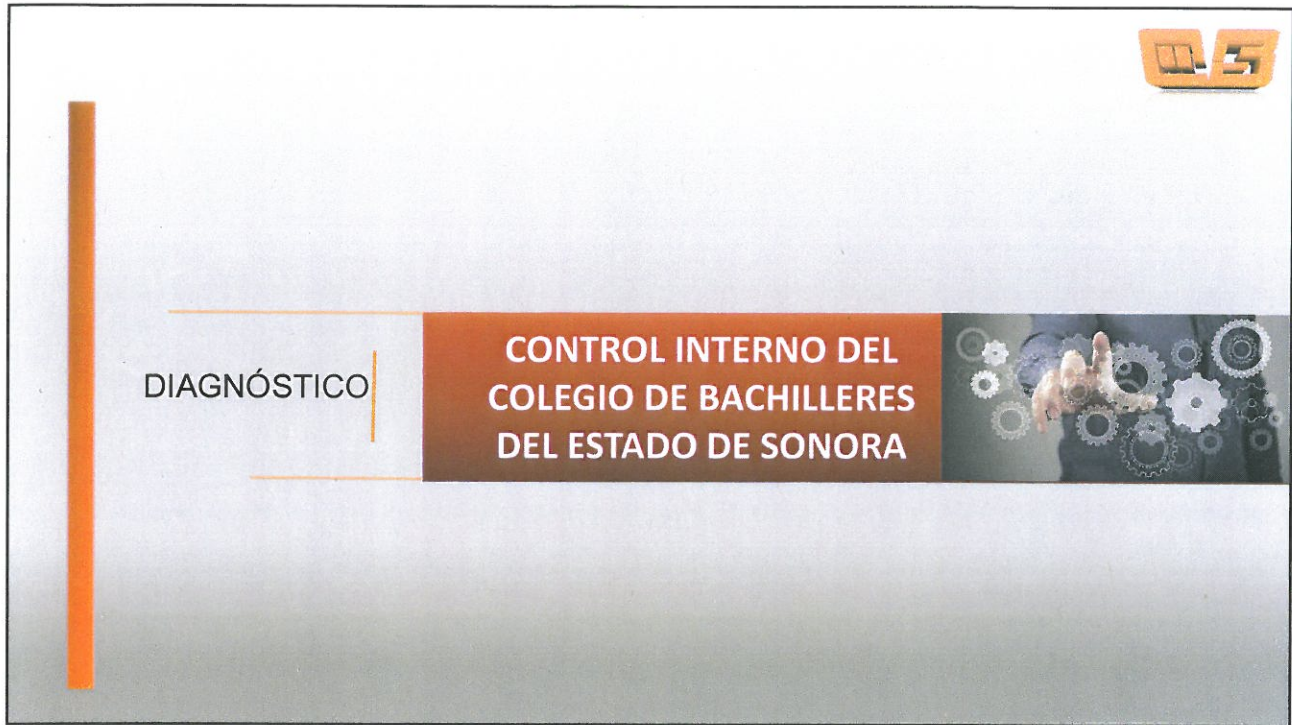 DIAGNÓSTICO
CONTROL INTERNO DEL
COLEGIO DE BACHILLERES
DEL ESTADO DE SONORA